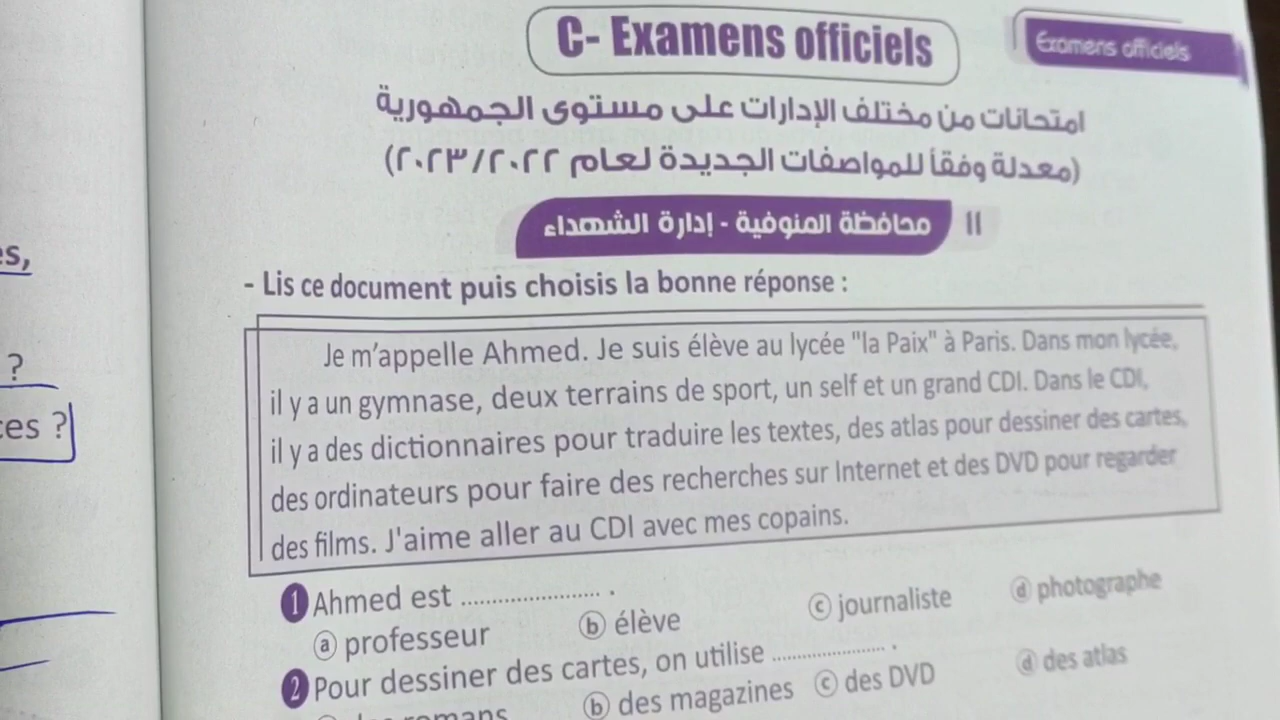 C- Examens officiels
Examens officiels
امتحانات من مختلف الإدارات على مستوى الجمهورية
(معدلة وفقاً للمواصفات الجديدة لعام ٢٠٢٢/٢٠٢٣)
١١ محافظة المنوفية - إدارة الشهداء
- Lis ce document puis choisis la bonne réponse :
Je m'appelle Ahmed. Je suis élève au lycée "la Paix" à Paris. Dans mon lycée,
il y a un gymnase, deux terrains de sport, un self et un grand CDI. Dans le CDI,
il y a des dictionnaires pour traduire les textes, des atlas pour dessiner des cartes,
des ordinateurs pour faire des recherches sur Internet et des DVD pour regarder
des films. J'aime aller au CDI avec mes copains.
1 Ahmed est ........................ .
a professeur b élève c journaliste d photographe
2 Pour dessiner des cartes, on utilise ....................... .
romans b des magazines c des DVD d des atlas
?